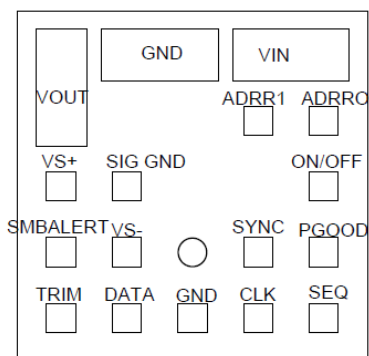 GND
VIN
VOUT
ADRR1
ADRRO
VS+
SIG GND
ON/OFF
SMBALERT
VS-
SYNC
PGOOD
TRIM
DATA
GND
CLK
SEQ